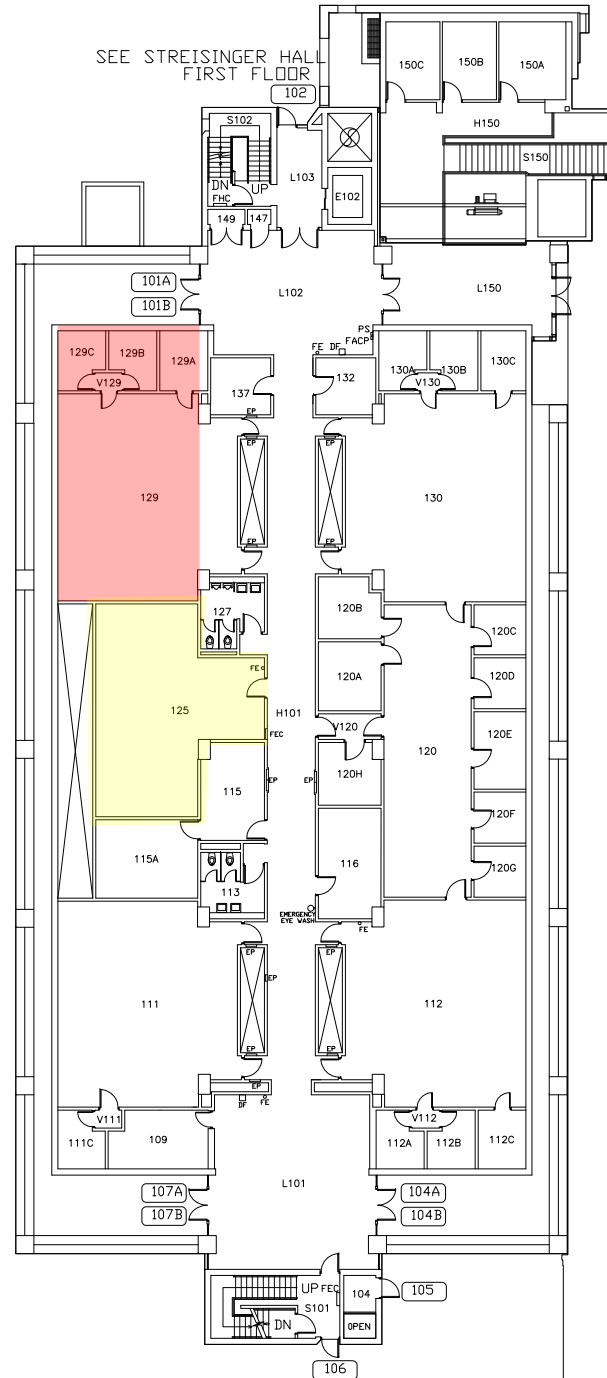 SEE STREISINGER HALL
FIRST FLOOR
102
150C
150B
150A
S102
H150
S150
L103
DN
UP
FHC
E102
149
147
101A
101B
L102
L150
PS
FACP
FE
DF
129C
129B
129A
V129
137
132
130A
130B
130C
V130
EP
EP
EP
129
130
EP
EP
127
120B
120C
FE
120A
120D
125
H101
V120
120
120E
FEC
115
EP
EP
120H
115A
120F
116
120G
113
EMERGENCY
EYE WASH
FE
EP
EP
EP
111
112
EP
EP
EP
DF
FE
V111
V112
111C
109
112A
112B
112C
107A
107B
L101
104A
104B
UP
FEC
104
105
S101
DN
OPEN
106